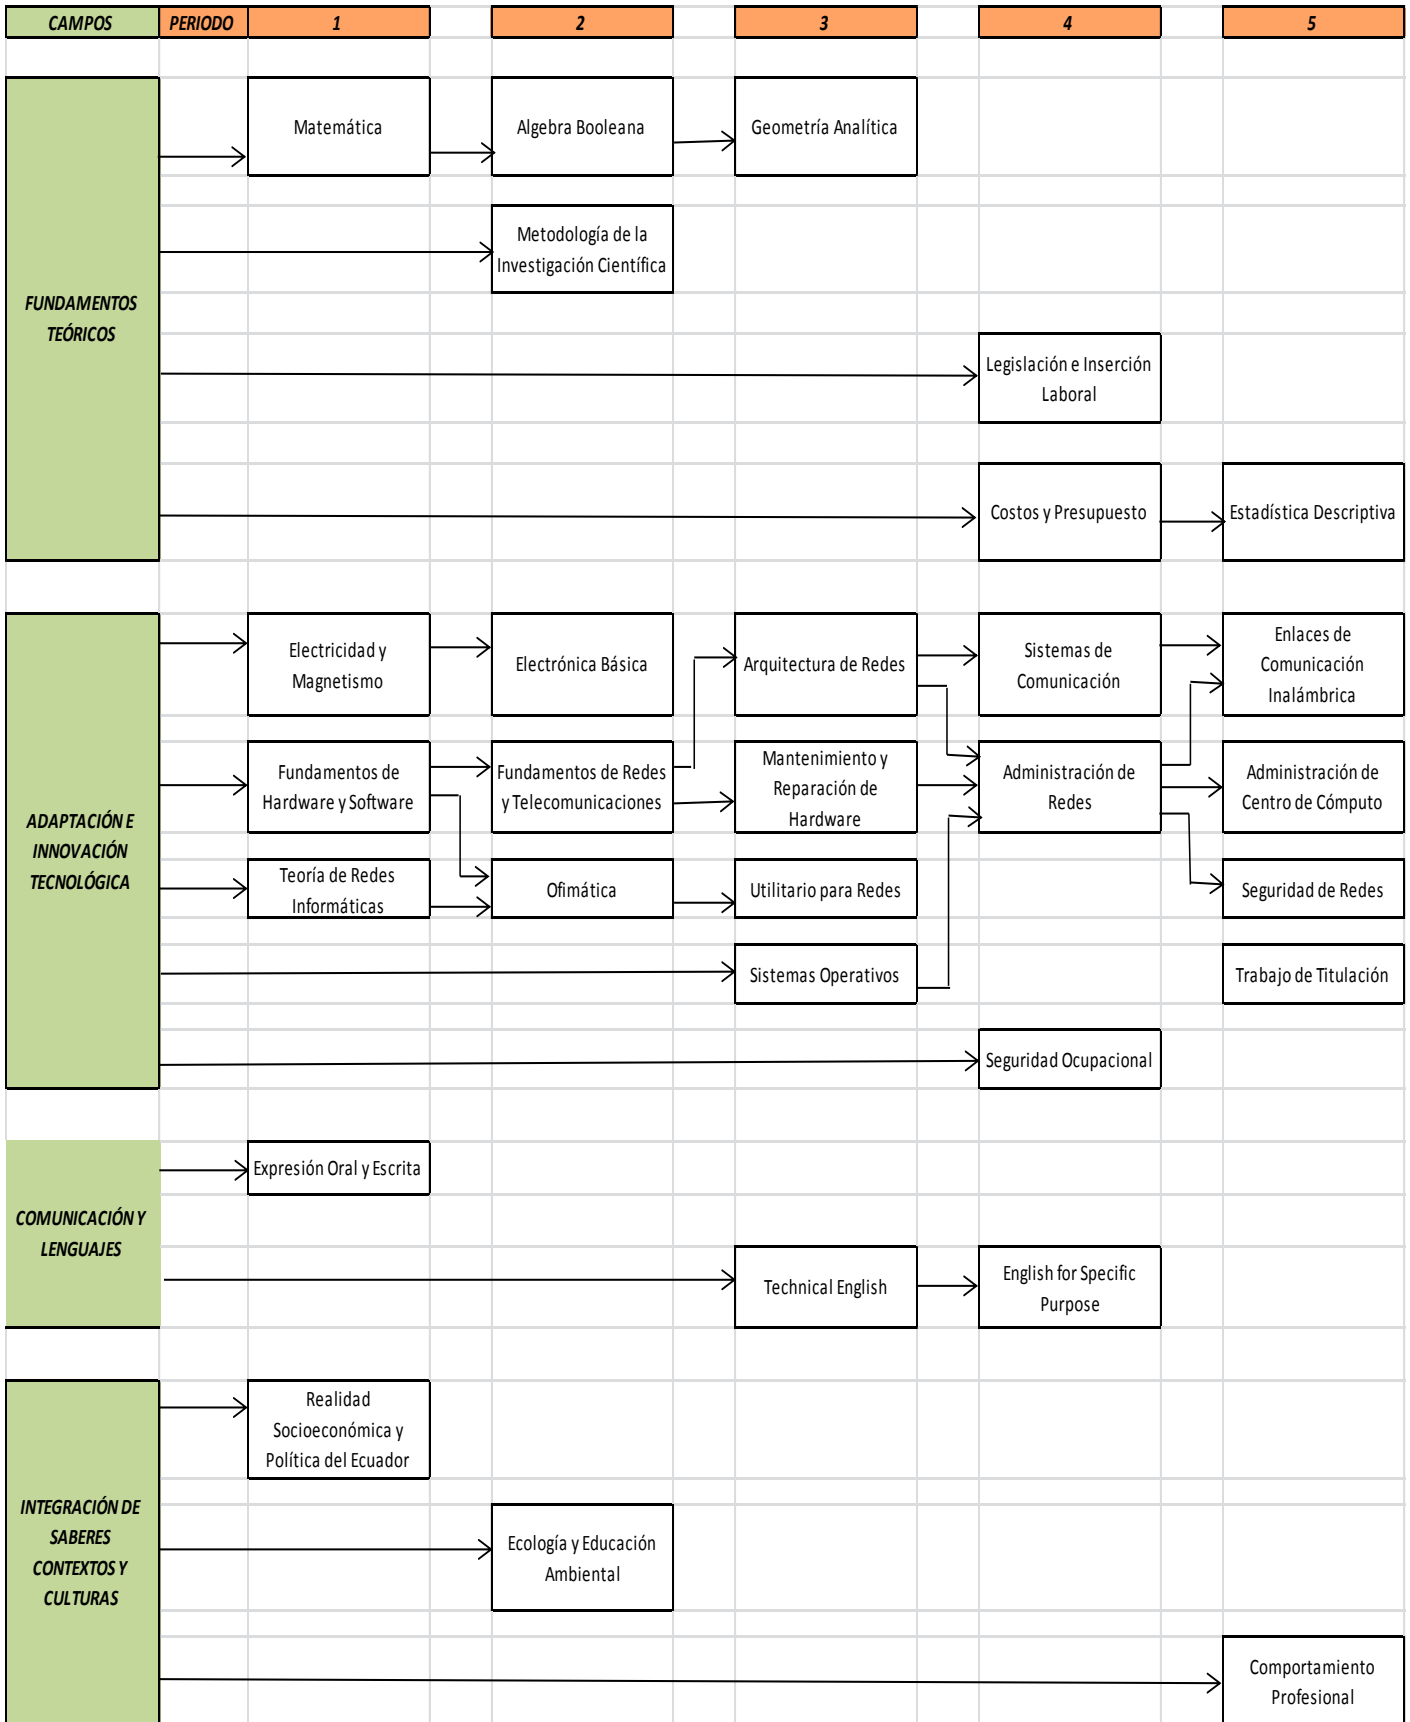 CAMPOS PERIODO 1 2 3 4 5
Matemática
Algebra Booleana
Geometría Analítica
Metodología de la
Investigación Científica
FUNDAMENTOS
TEÓRICOS
Legislación e Inserción
Laboral
Costos y Presupuesto
Estadística Descriptiva
Electricidad y
Magnetismo
Electrónica Básica
Arquitectura de Redes
Sistemas de
Comunicación
Enlaces de
Comunicación
Inalámbrica
Fundamentos de
Hardware y Software
Fundamentos de Redes
y Telecomunicaciones
Mantenimiento y
Reparación de
Hardware
Administración de
Redes
Administración de
Centro de Cómputo
ADAPTACIÓN E
INNOVACIÓN
TECNOLÓGICA
Teoría de Redes
Informáticas
Ofimática
Utilitario para Redes
Seguridad de Redes
Sistemas Operativos
Trabajo de Titulación
Seguridad Ocupacional
Expresión Oral y Escrita
COMUNICACIÓN Y
LENGUAJES
Technical English
English for Specific
Purpose
Realidad
Socioeconómica y
Política del Ecuador
INTEGRACIÓN DE
SABERES
CONTEXTOS Y
CULTURAS
Ecología y Educación
Ambiental
Comportamiento
Profesional